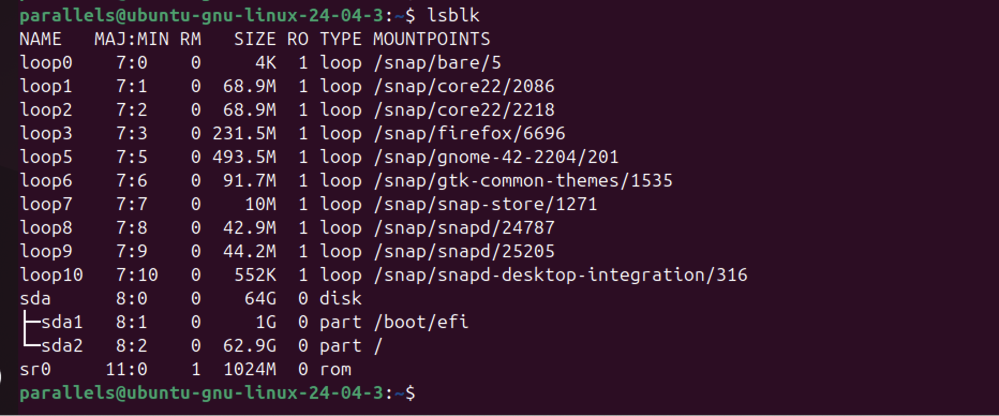 parallels@ubuntu-gnu-linux-24-04-3:~$ lsblk
NAME   MAJ:MIN RM   SIZE RO TYPE MOUNTPOINTS
loop0    7:0    0     4K  1 loop /snap/bare/5
loop1    7:1    0  68.9M  1 loop /snap/core22/2086
loop2    7:2    0  68.9M  1 loop /snap/core22/2218
loop3    7:3    0 231.5M  1 loop /snap/firefox/6696
loop5    7:5    0 493.5M  1 loop /snap/gnome-42-2204/201
loop6    7:6    0  91.7M  1 loop /snap/gtk-common-themes/1535
loop7    7:7    0    10M  1 loop /snap/snap-store/1271
loop8    7:8    0  42.9M  1 loop /snap/snapd/24787
loop9    7:9    0  44.2M  1 loop /snap/snapd/25205
loop10   7:10   0   552K  1 loop /snap/snapd-desktop-integration/316
sda      8:0    0    64G  0 disk
├─sda1   8:1    0     1G  0 part /boot/efi
└─sda2   8:2    0  62.9G  0 part /
sr0     11:0    1  1024M  0 rom
parallels@ubuntu-gnu-linux-24-04-3:~$